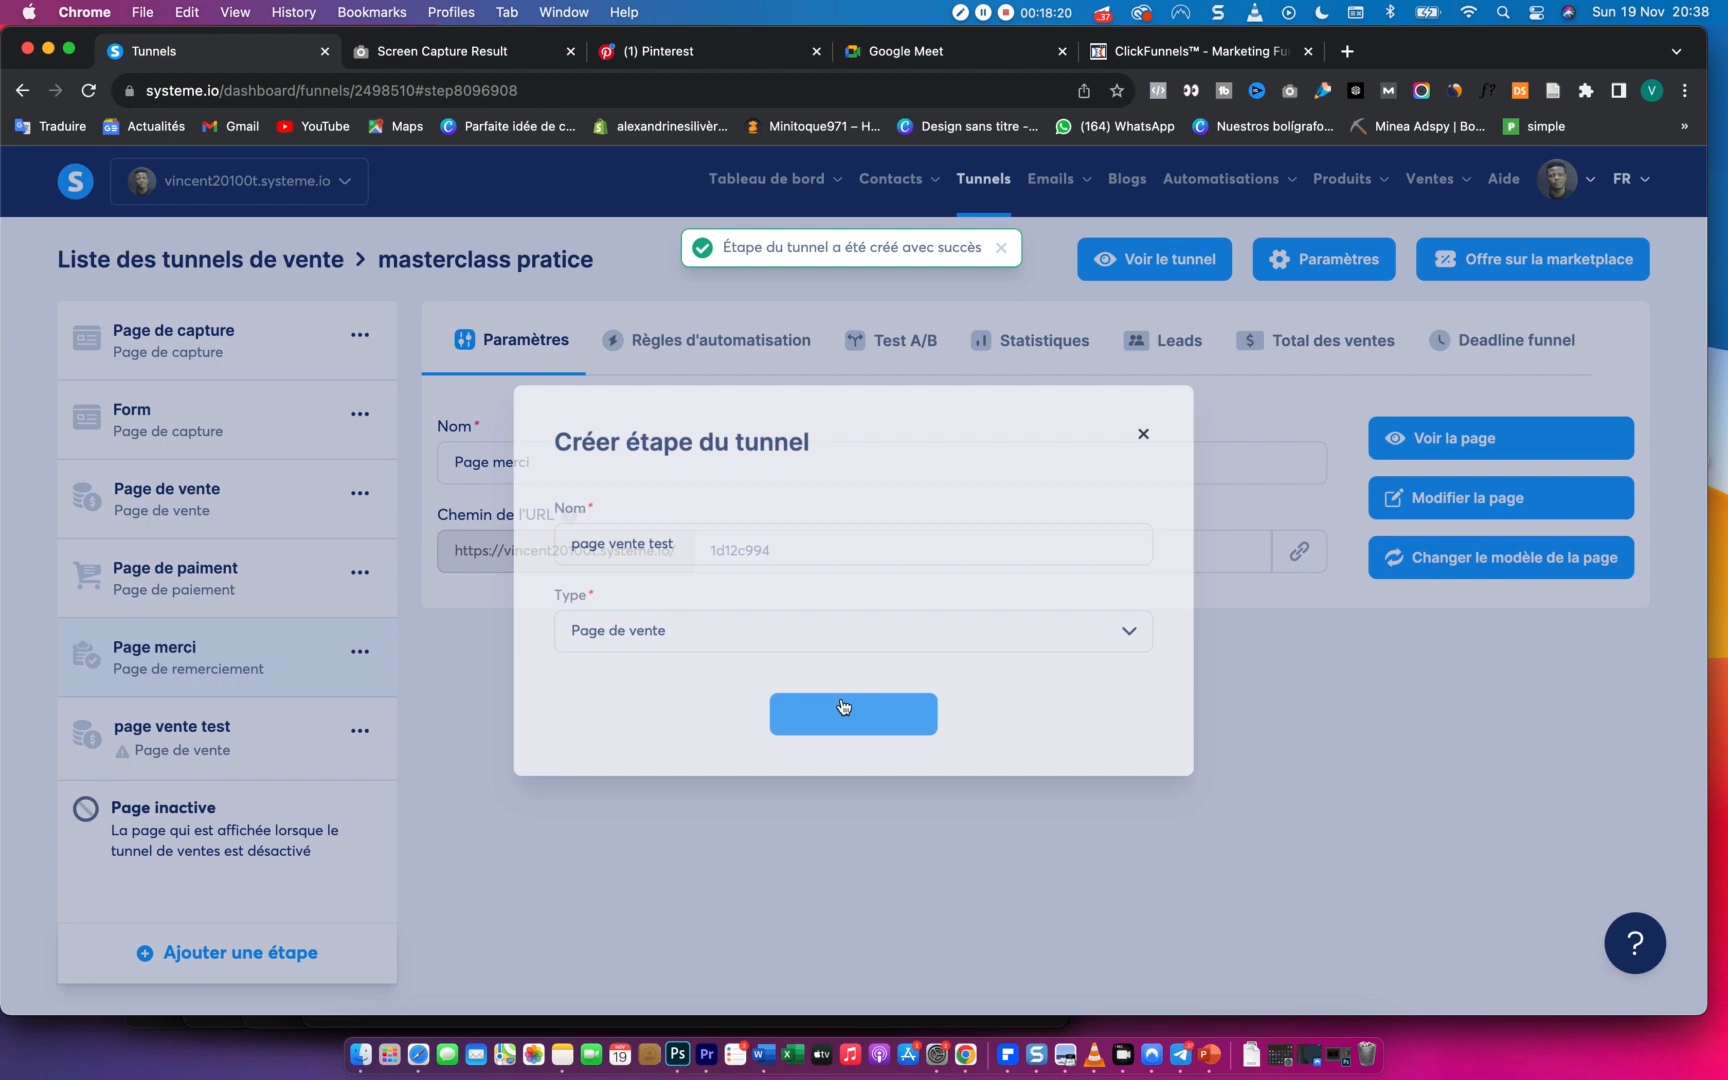 Chrome File Edit View History Bookmarks Profiles Tab Window Help 00:18:20 Sun 19 Nov 20:38
Tunnels Screen Capture Result (1) Pinterest Google Meet ClickFunnels™ - Marketing Fu
systeme.io/dashboard/funnels/2498510#step8096908
Traduire Actualités Gmail YouTube Maps Parfaite idée de c... alexandrinesilivèr... Minitoque971 – H... Design sans titre -... (164) WhatsApp Nuestros bolígrafo... Minea Adspy | Bo... simple »
vincent20100t.systeme.io Tableau de bord Contacts Tunnels Emails Blogs Automatisations Produits Ventes Aide FR
Étape du tunnel a été créé avec succès
Liste des tunnels de vente > masterclass pratice Voir le tunnel Paramètres Offre sur la marketplace
Page de capture
Page de capture
Form
Page de capture
Page de vente
Page de vente
Page de paiment
Page de paiement
Page merci
Page de remerciement
page vente test
Page de vente
Page inactive
La page qui est affichée lorsque le
tunnel de ventes est désactivé
Ajouter une étape
Paramètres Règles d'automatisation Test A/B Statistiques Leads Total des ventes Deadline funnel
Nom*
Page merci
Chemin de l'URL
https://vincent20100t.systeme.io/ 1d12c994
Voir la page
Modifier la page
Changer le modèle de la page
Créer étape du tunnel
Nom*
page vente test
Type*
Page de vente
?